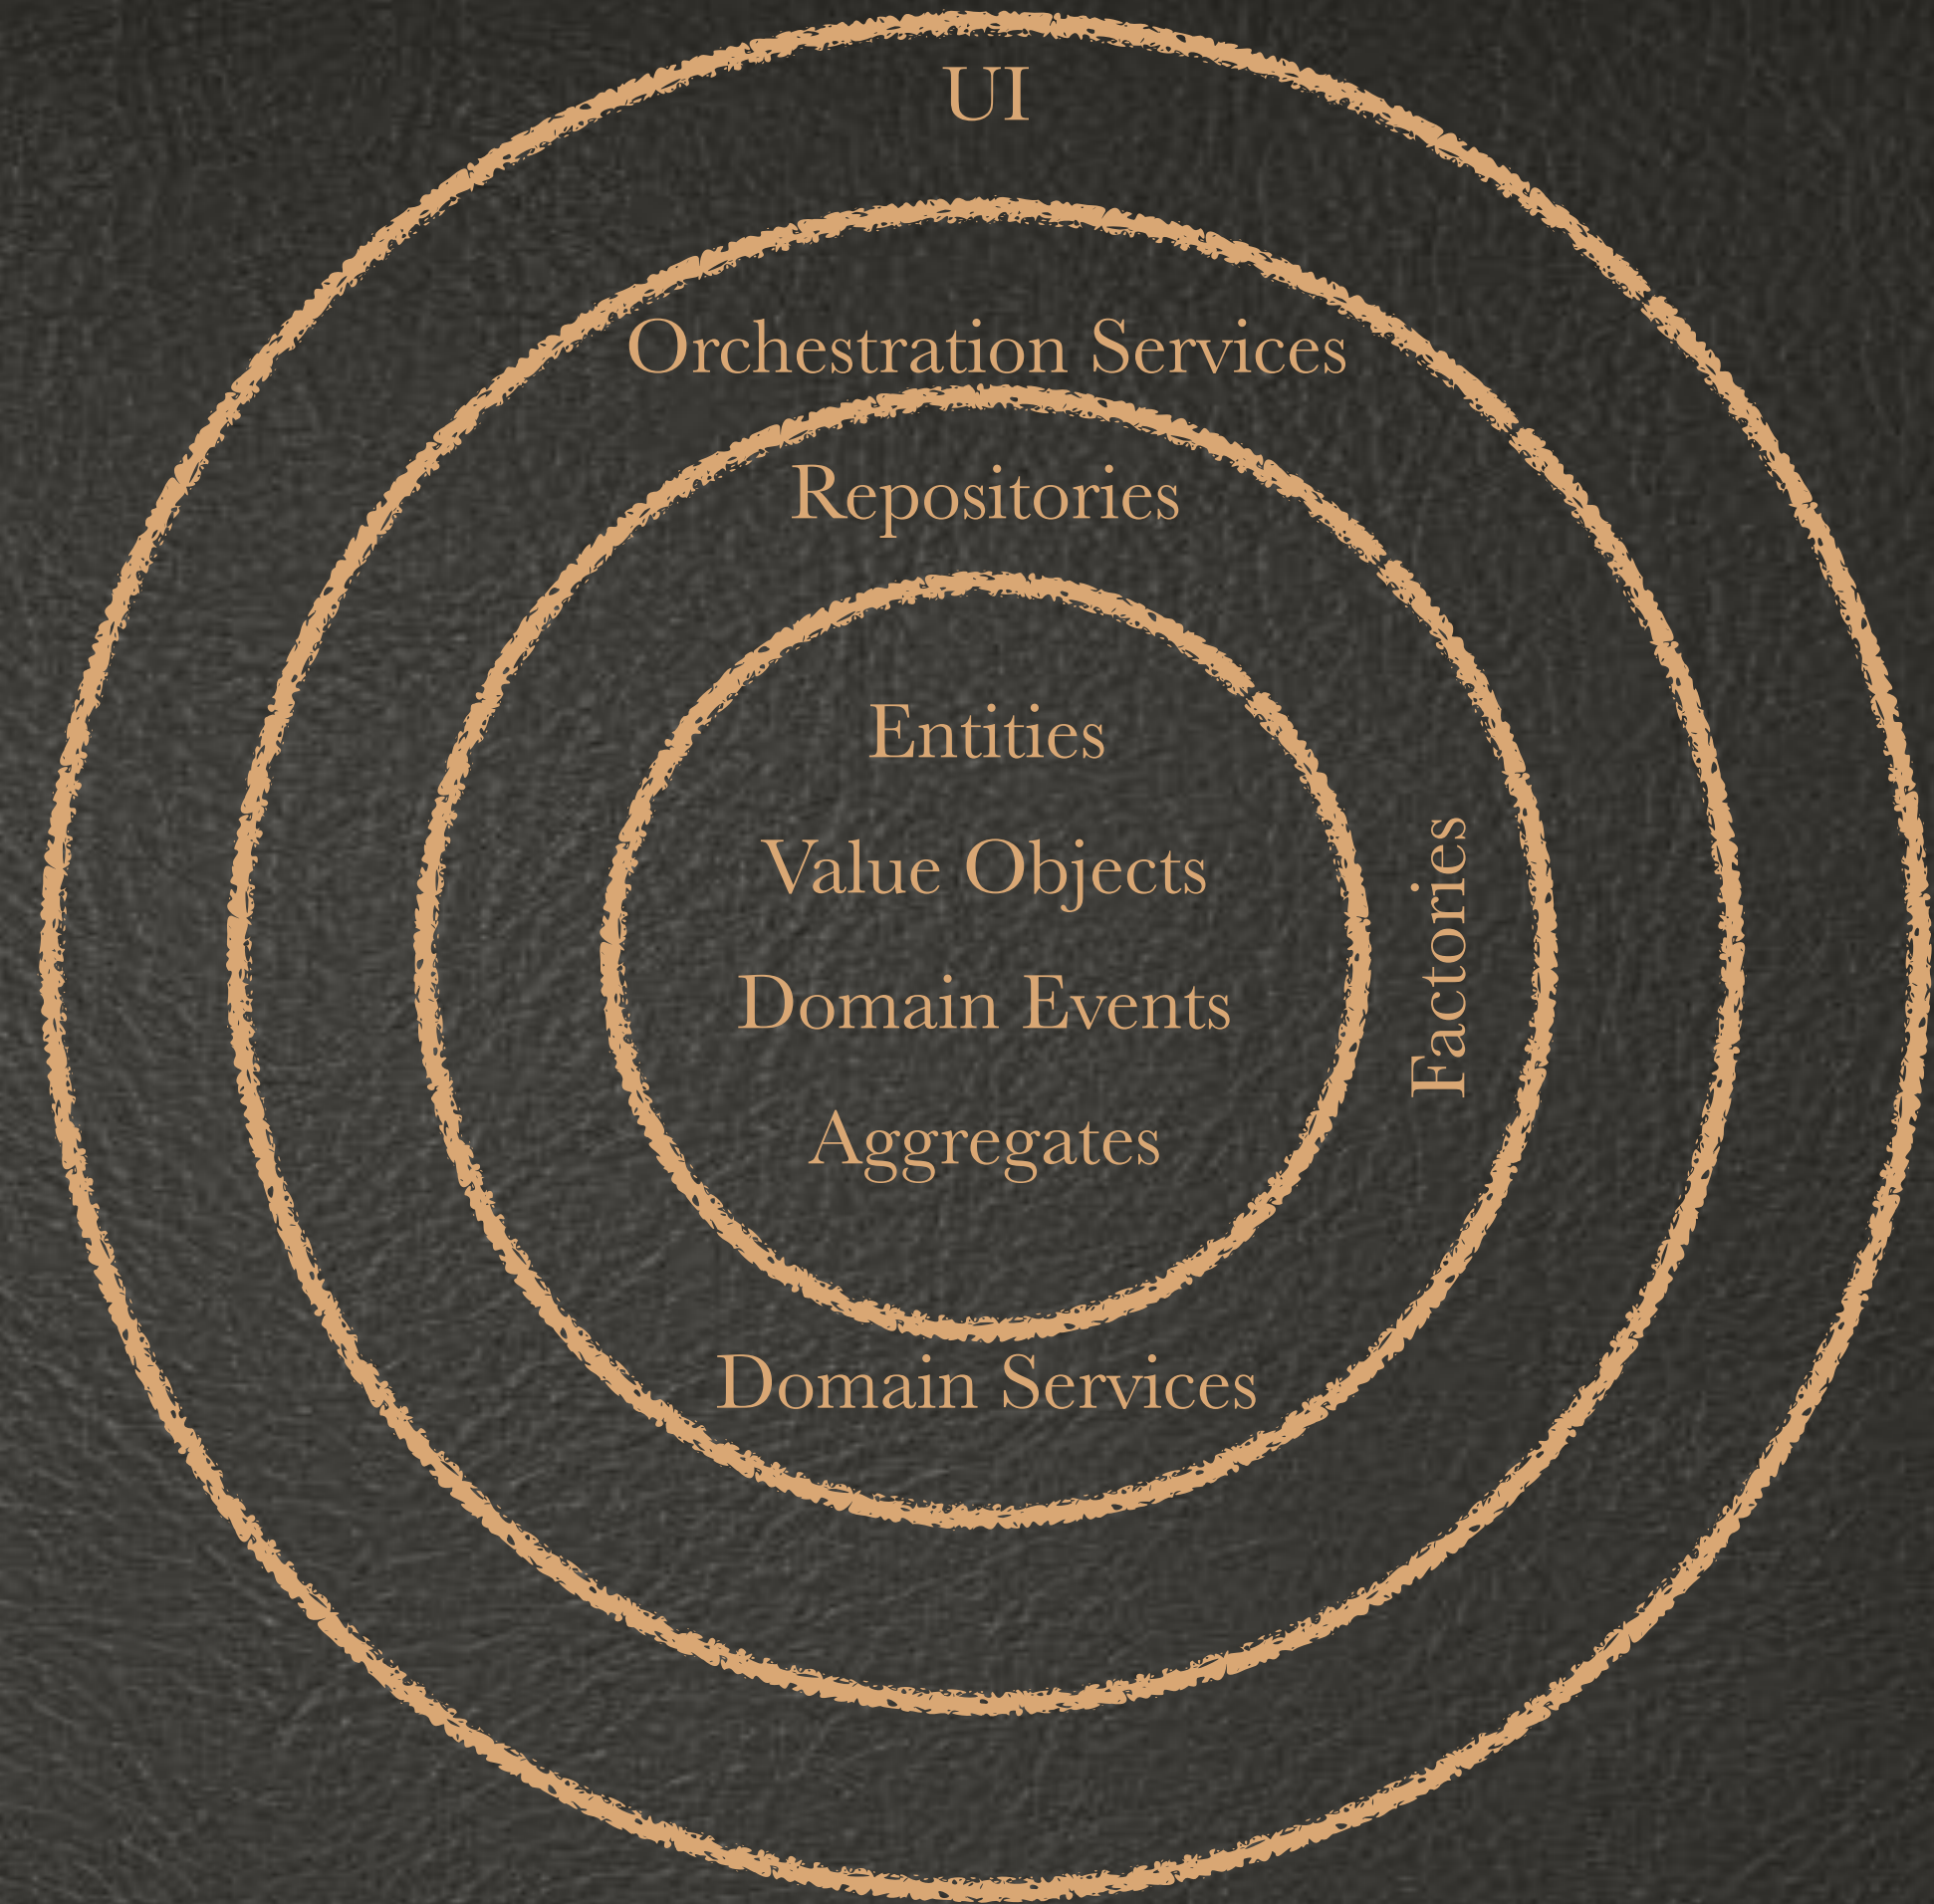 UI
Orchestration Services
Repositories
Entities
Value Objects
Domain Events
Factories
Aggregates
Domain Services